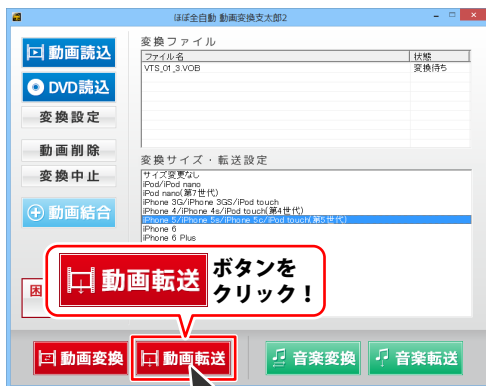 ほぼ全自動 動画変換支太郎2
動画読込
DVD読込
変換設定
動画削除
変換中止
動画結合
変換ファイル
ファイル名 状態
VTS_01_3.VOB 変換待ち
変換サイズ・転送設定
サイズ変更なし
iPod/iPod nano
iPod nano(第7世代)
iPhone 3G/iPhone 3GS/iPod touch
iPhone 4/iPhone 4s/iPod touch(第4世代)
iPhone 5/iPhone 5s/iPhone 5c/iPod touch(第5世代)
iPhone 6
iPhone 6 Plus
困
動画転送 ボタンを
クリック！
動画変換
動画転送
音楽変換
音楽転送